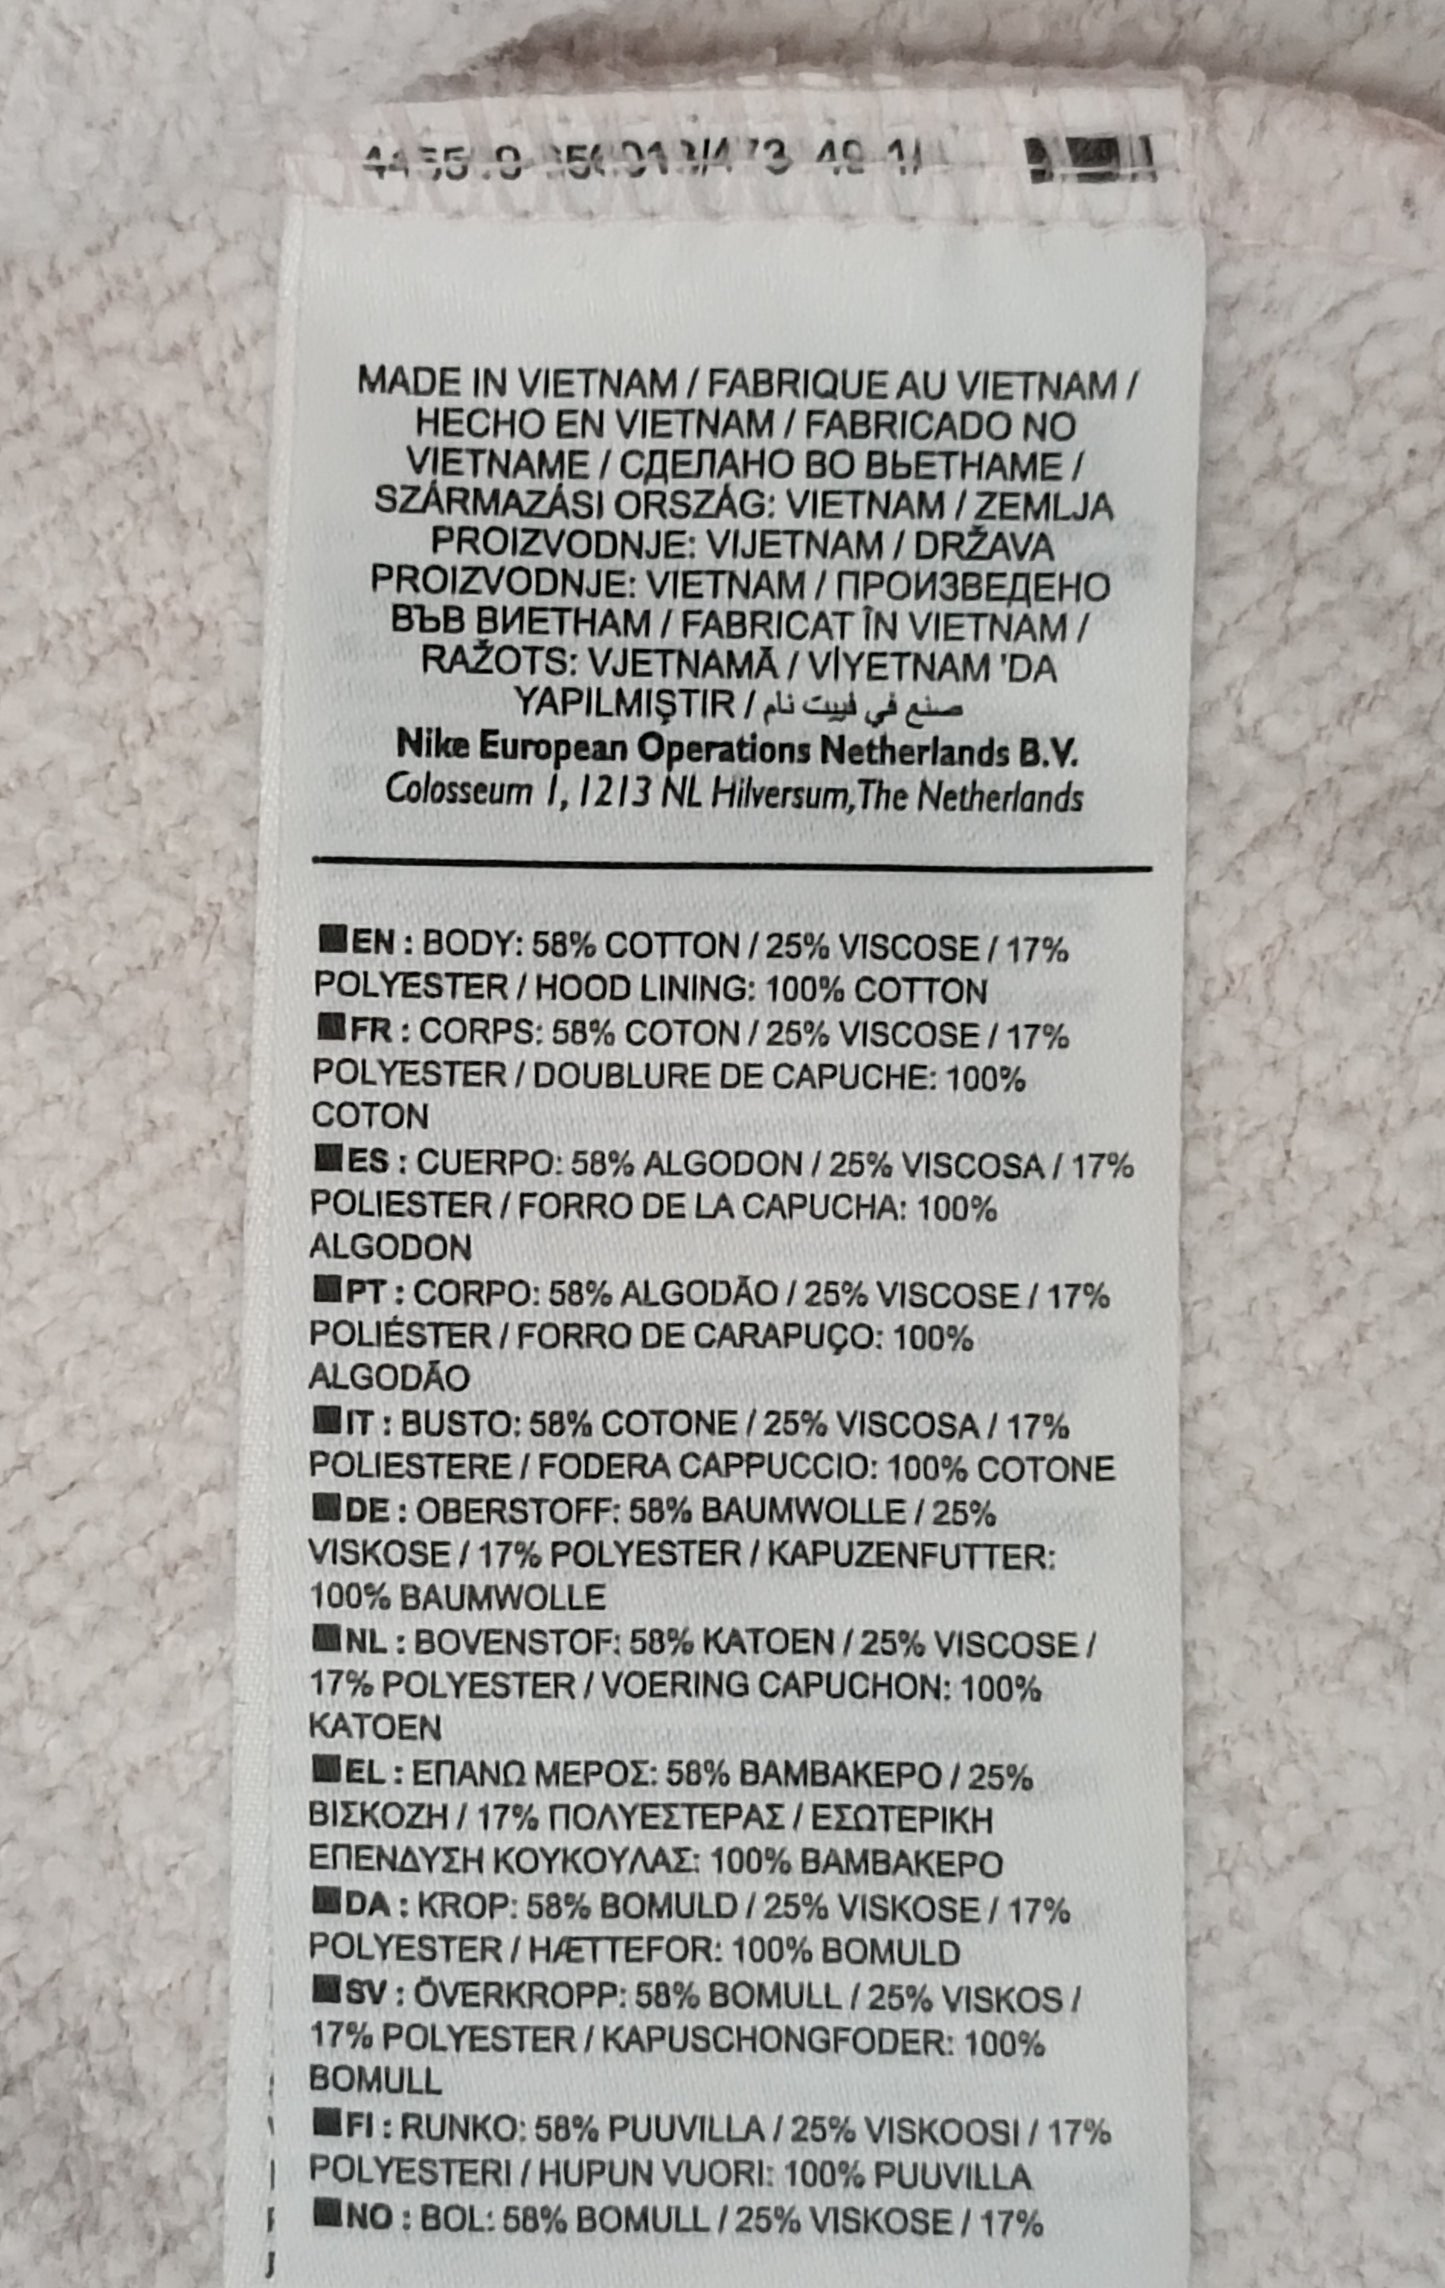 MADE IN VIETNAM / FABRIQUE AU VIETNAM /
HECHO EN VIETNAM / FABRICADO NO
VIETNAME / СДЕЛАНО ВО ВЬЕТНАМЕ /
SZÁRMAZÁSI ORSZÁG: VIETNAM / ZEMLJA
PROIZVODNJE: VIJETNAM / DRŽAVA
PROIZVODNJE: VIETNAM / ПРОИЗВЕДЕНО
ВЪВ ВИЕТНАМ / FABRICAT ÎN VIETNAM /
RAŽOTS: VJETNAMĀ / VİYETNAM 'DA
YAPILMIŞTIR / صنع في فييت نام
Nike European Operations Netherlands B.V.
Colosseum 1, 1213 NL Hilversum,The Netherlands
EN : BODY: 58% COTTON / 25% VISCOSE / 17%
POLYESTER / HOOD LINING: 100% COTTON
FR : CORPS: 58% COTON / 25% VISCOSE / 17%
POLYESTER / DOUBLURE DE CAPUCHE: 100%
COTON
ES : CUERPO: 58% ALGODON / 25% VISCOSA / 17%
POLIESTER / FORRO DE LA CAPUCHA: 100%
ALGODON
PT : CORPO: 58% ALGODÃO / 25% VISCOSE / 17%
POLIÉSTER / FORRO DE CARAPUÇO: 100%
ALGODÃO
IT : BUSTO: 58% COTONE / 25% VISCOSA / 17%
POLIESTERE / FODERA CAPPUCCIO: 100% COTONE
DE : OBERSTOFF: 58% BAUMWOLLE / 25%
VISKOSE / 17% POLYESTER / KAPUZENFUTTER:
100% BAUMWOLLE
NL : BOVENSTOF: 58% KATOEN / 25% VISCOSE /
17% POLYESTER / VOERING CAPUCHON: 100%
KATOEN
EL : ΕΠΑΝΩ ΜΕΡΟΣ: 58% ΒΑΜΒΑΚΕΡΟ / 25%
ΒΙΣΚΟΖΗ / 17% ΠΟΛΥΕΣΤΕΡΑΣ / ΕΣΩΤΕΡΙΚΗ
ΕΠΕΝΔΥΣΗ ΚΟΥΚΟΥΛΑΣ: 100% ΒΑΜΒΑΚΕΡΟ
DA : KROP: 58% BOMULD / 25% VISKOSE / 17%
POLYESTER / HÆTTEFOR: 100% BOMULD
SV : ÖVERKROPP: 58% BOMULL / 25% VISKOS /
17% POLYESTER / KAPUSCHONGFODER: 100%
BOMULL
FI : RUNKO: 58% PUUVILLA / 25% VISKOOSI / 17%
POLYESTERI / HUPUN VUORI: 100% PUUVILLA
NO : BOL: 58% BOMULL / 25% VISKOSE / 17%